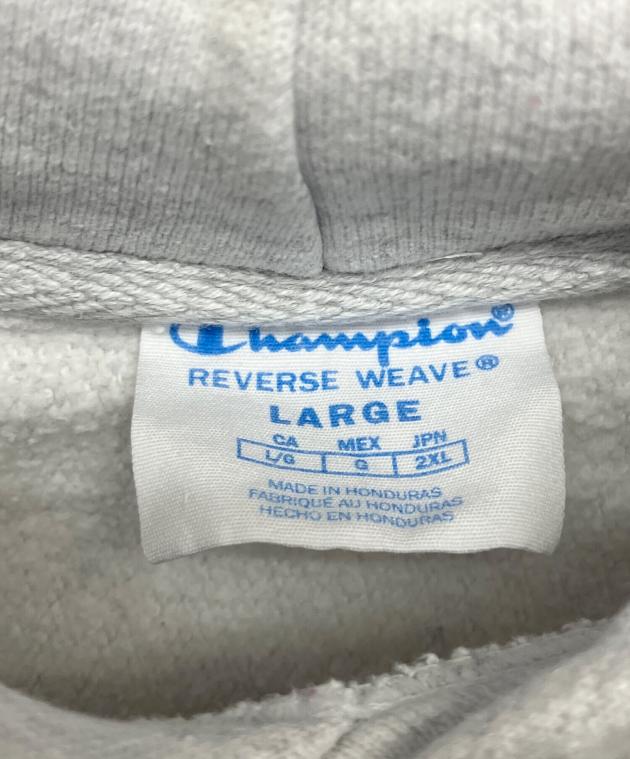 Champion®
REVERSE WEAVE®
LARGE
CA MEX JPN
L/G G 2XL
MADE IN HONDURAS
FABRIQUÉ AU HONDURAS
HECHO EN HONDURAS